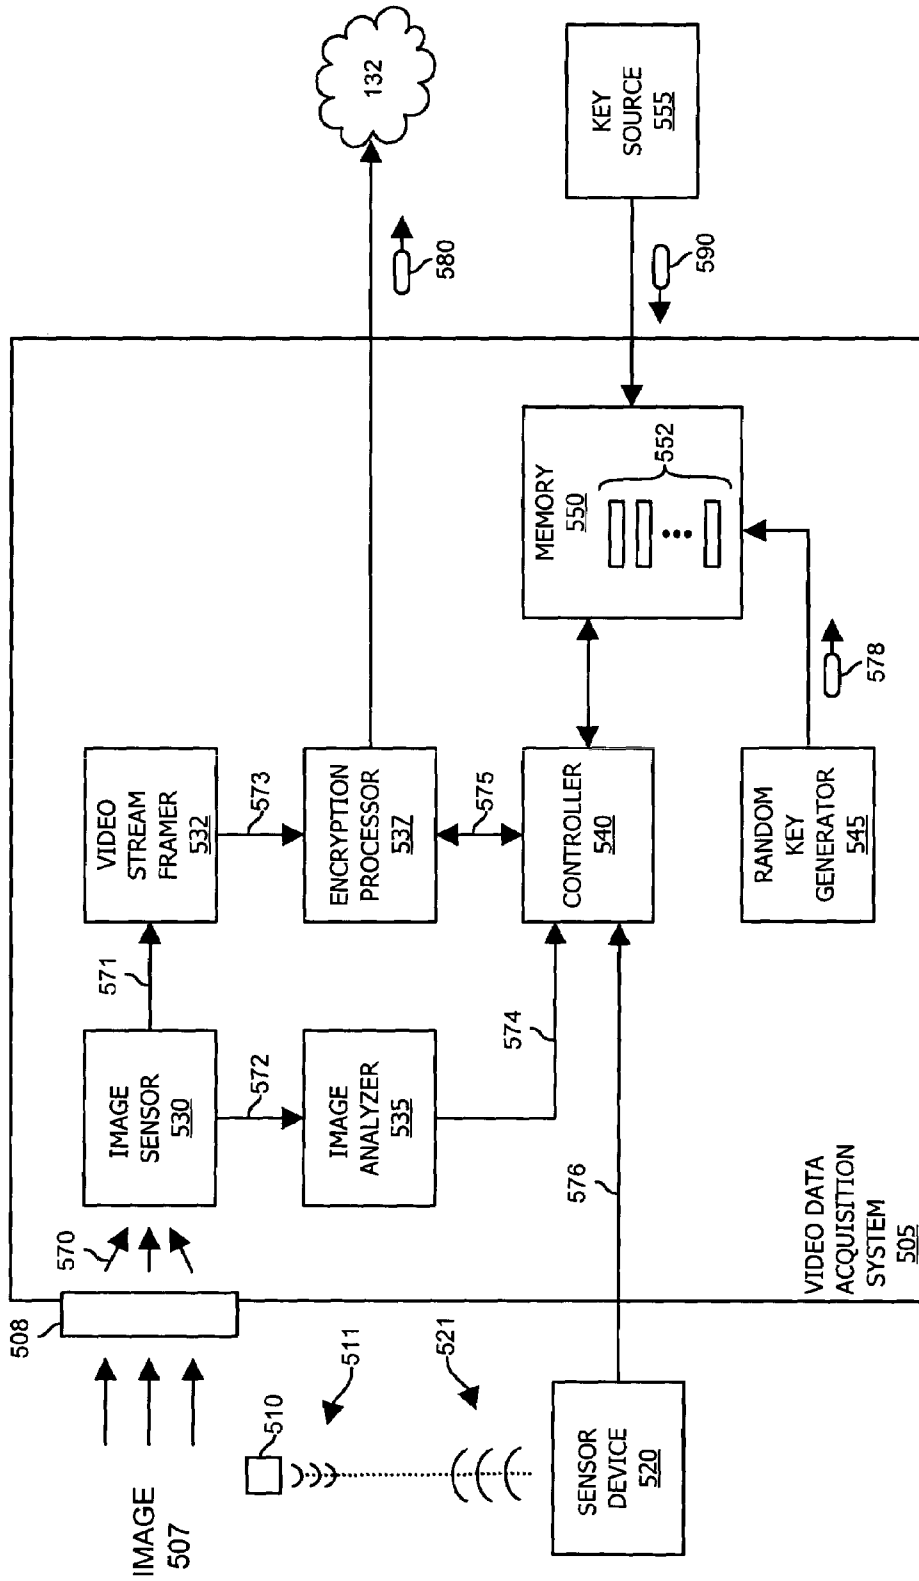 IMAGE
507
508
570
IMAGE
SENSOR
530
571
VIDEO
STREAM
FRAMER
532
572
573
510
511
521
IMAGE
ANALYZER
535
ENCRYPTION
PROCESSOR
537
580
132
574
575
SENSOR
DEVICE
520
576
CONTROLLER
540
MEMORY
550
552
590
KEY
SOURCE
555
RANDOM
KEY
GENERATOR
545
578
VIDEO DATA
ACQUISITION
SYSTEM
505